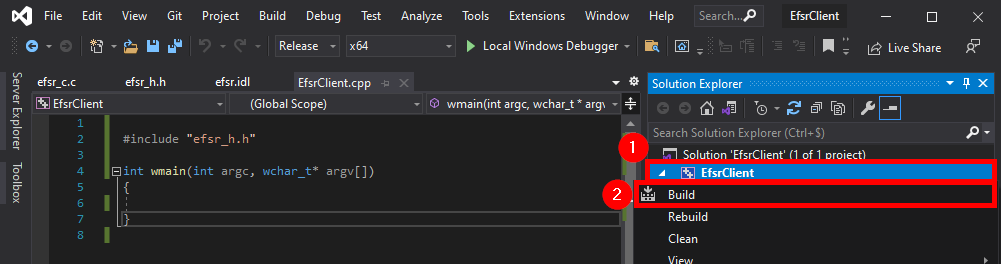 File Edit View Project Build Debug Test Analyze Tools Extensions Window Help Search... EfsrClient
Release x64 Local Windows Debugger Live Share
Server Explorer
Toolbox
efsr_c.c efsr_h.h efsr.idl EfsrClient.cpp
EfsrClient (Global Scope) wmain(int argc, wchar_t * argv
1
2 #include "efsr_h.h"
3
4 int wmain(int argc, wchar_t* argv[])
5 {
6
7 }
8
Solution Explorer
Search Solution Explorer (Ctrl+$)
Solution 'EfsrClient' (1 of 1 project)
1
EfsrClient
2
Build
Rebuild
Clean
View